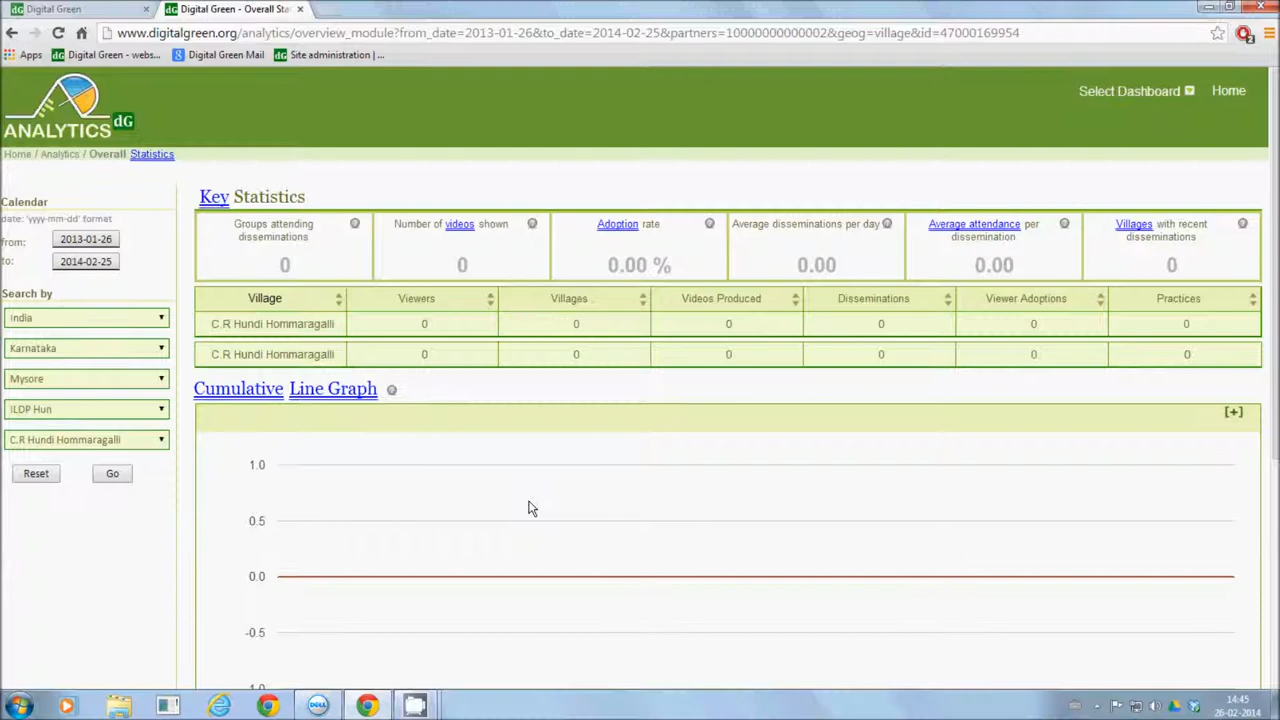 Digital Green ×
Digital Green - Overall Sta ×
www.digitalgreen.org/analytics/overview_module?from_date=2013-01-26&to_date=2014-02-25&partners=10000000000002&geog=village&id=47000169954
Apps Digital Green - webs... Digital Green Mail Site administration | ...
Select Dashboard Home
ANALYTICS dG
Home / Analytics / Overall Statistics
Calendar
date: 'yyyy-mm-dd' format
from: 2013-01-26
to: 2014-02-25
Search by
India
Karnataka
Mysore
ILDP Hun
C.R Hundi Hommaragalli
Reset Go
Key Statistics
Groups attending disseminations ?
0
Number of videos shown ?
0
Adoption rate ?
0.00 %
Average disseminations per day ?
0.00
Average attendance per dissemination ?
0.00
Villages with recent disseminations ?
0
Village Viewers Villages Videos Produced Disseminations Viewer Adoptions Practices
C.R Hundi Hommaragalli 0 0 0 0 0 0
C.R Hundi Hommaragalli 0 0 0 0 0 0
Cumulative Line Graph ?
[+]
1.0
0.5
0.0
-0.5
-1.0
DELL
14:45
26-02-2014